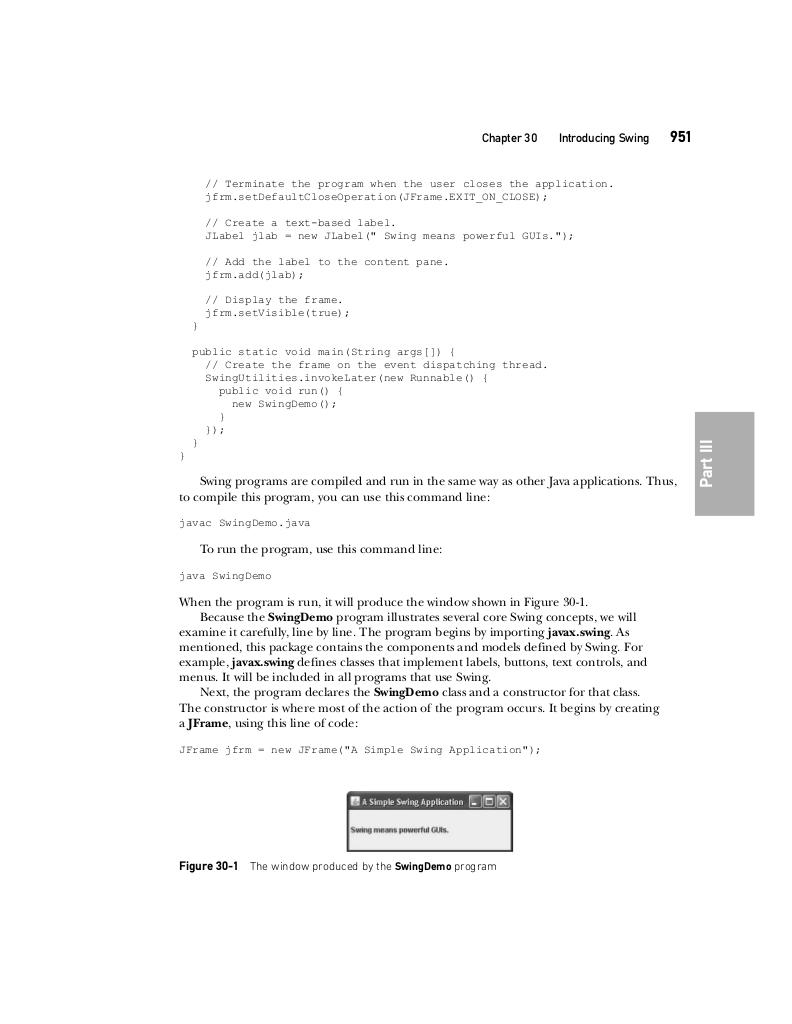 Chapter 30 Introducing Swing 951
// Terminate the program when the user closes the application.
jfrm.setDefaultCloseOperation(JFrame.EXIT_ON_CLOSE);
// Create a text-based label.
JLabel jlab = new JLabel(" Swing means powerful GUIs.");
// Add the label to the content pane.
jfrm.add(jlab);
// Display the frame.
jfrm.setVisible(true);
}
public static void main(String args[]) {
// Create the frame on the event dispatching thread.
SwingUtilities.invokeLater(new Runnable() {
public void run() {
new SwingDemo();
}
});
}
}
Part III
Swing programs are compiled and run in the same way as other Java applications. Thus,
to compile this program, you can use this command line:
javac SwingDemo.java
To run the program, use this command line:
java SwingDemo
When the program is run, it will produce the window shown in Figure 30-1.
Because the SwingDemo program illustrates several core Swing concepts, we will
examine it carefully, line by line. The program begins by importing javax.swing. As
mentioned, this package contains the components and models defined by Swing. For
example, javax.swing defines classes that implement labels, buttons, text controls, and
menus. It will be included in all programs that use Swing.
Next, the program declares the SwingDemo class and a constructor for that class.
The constructor is where most of the action of the program occurs. It begins by creating
a JFrame, using this line of code:
JFrame jfrm = new JFrame("A Simple Swing Application");
A Simple Swing Application
Swing means powerful GUIs.
Figure 30-1 The window produced by the SwingDemo program